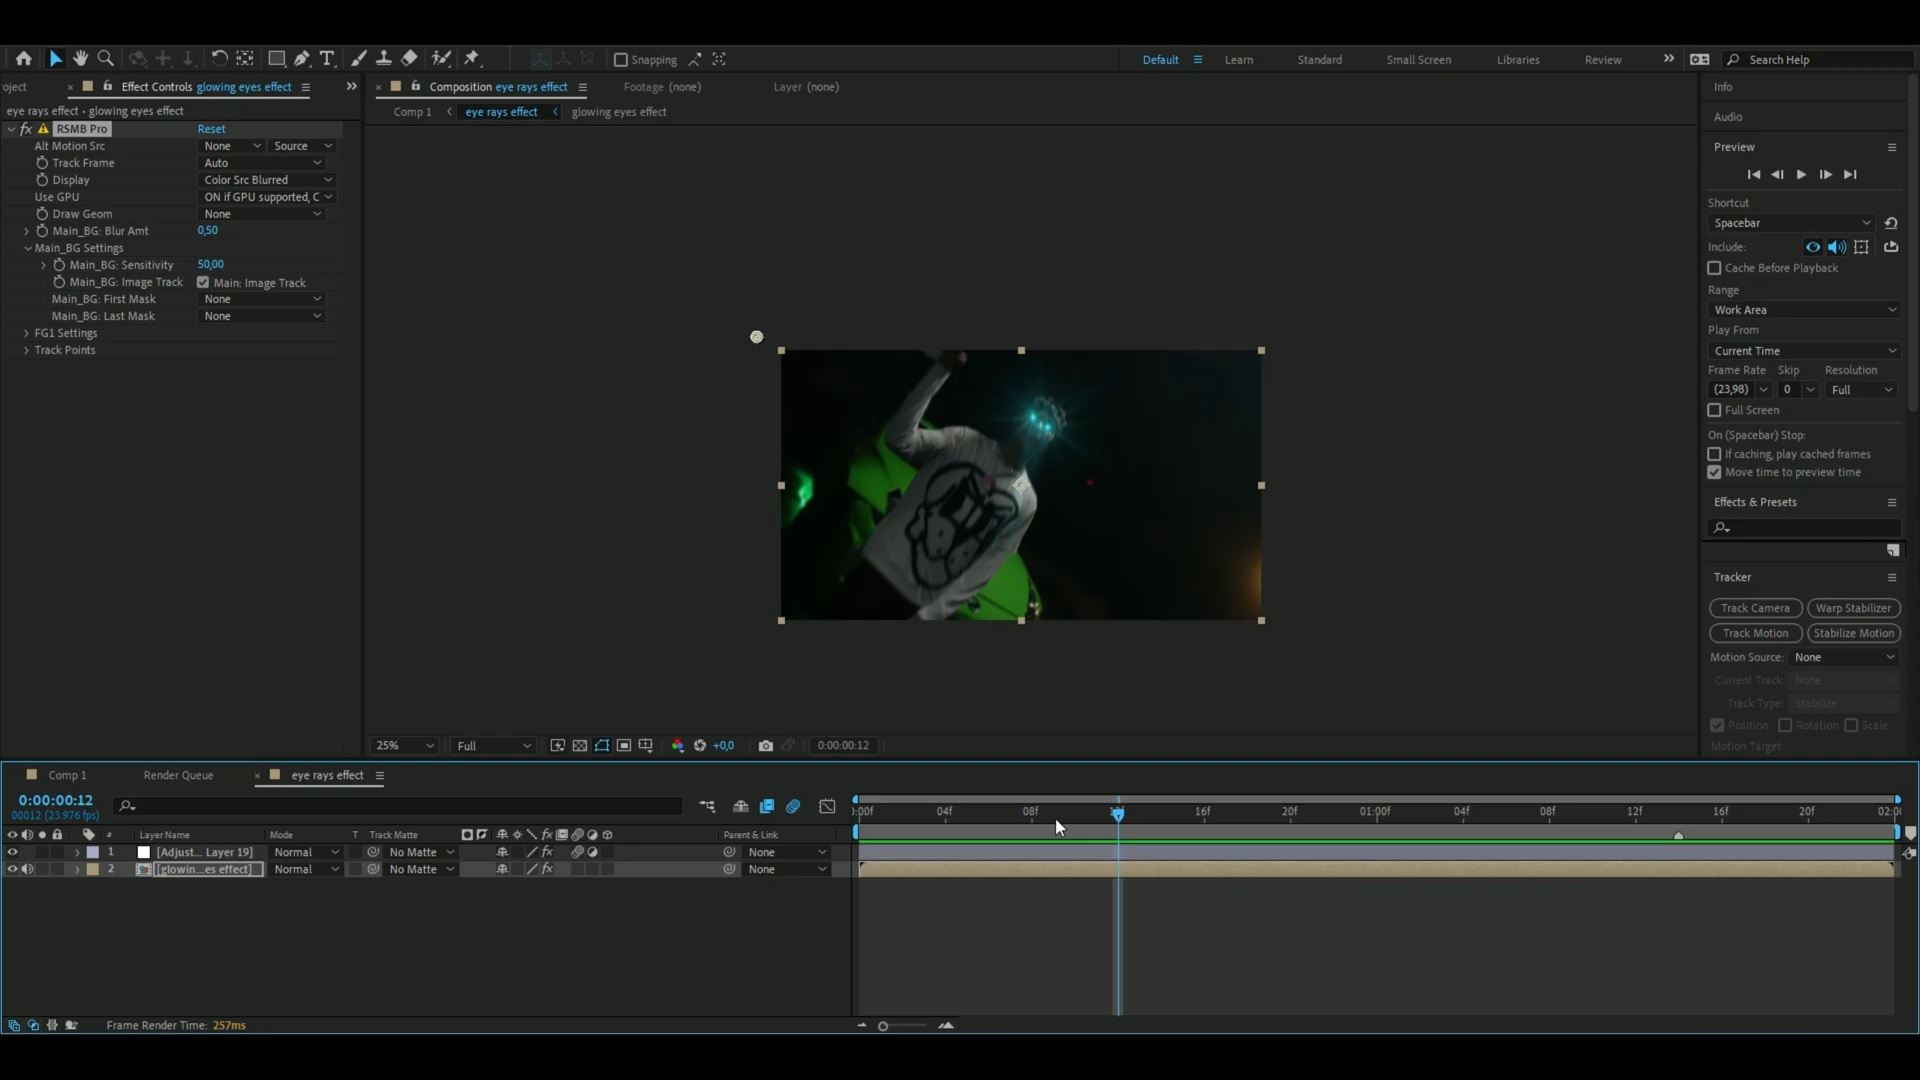 Snapping
Default
Learn
Standard
Small Screen
Libraries
Review
Search Help
oject
Effect Controls glowing eyes effect
Composition eye rays effect
Footage (none)
Layer (none)
Info
eye rays effect • glowing eyes effect
Comp 1
eye rays effect
glowing eyes effect
Audio
fx RSMB Pro Reset
Alt Motion Src None Source
Track Frame Auto
Display Color Src Blurred
Use GPU ON if GPU supported, C
Draw Geom None
Main_BG: Blur Amt 0,50
Main_BG Settings
Main_BG: Sensitivity 50,00
Main_BG: Image Track Main: Image Track
Main_BG: First Mask None
Main_BG: Last Mask None
FG1 Settings
Track Points
Preview
Shortcut
Spacebar
Include:
Cache Before Playback
Range
Work Area
Play From
Current Time
Frame Rate Skip Resolution
(23,98) 0 Full
Full Screen
On (Spacebar) Stop:
If caching, play cached frames
Move time to preview time
Effects & Presets
Tracker
Track Camera Warp Stabilizer
Track Motion Stabilize Motion
Motion Source: None
Current Track: None
Track Type: Stabilize
Position Rotation Scale
Motion Target:
25% Full +0,0 0:00:00:12
Comp 1 Render Queue eye rays effect
0:00:00:12
00012 (23.976 fps)
:00f 04f 08f 16f 20f 01:00f 04f 08f 12f 16f 20f 02:0
# Layer Name Mode T Track Matte fx Parent & Link
1 [Adjust... Layer 19] Normal No Matte fx None
2 [glowin...es effect] Normal No Matte fx None
Frame Render Time: 257ms